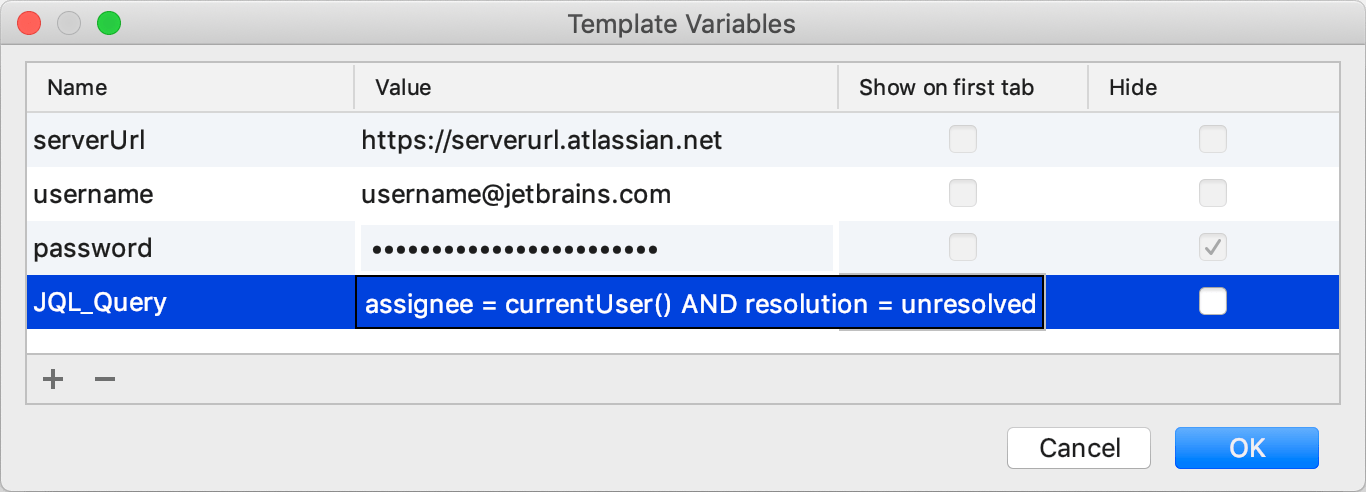 Template Variables
Name Value Show on first tab Hide
serverUrl https://serverurl.atlassian.net
username username@jetbrains.com
password ••••••••••••••••••••••••
JQL_Query assignee = currentUser() AND resolution = unresolved
Cancel OK